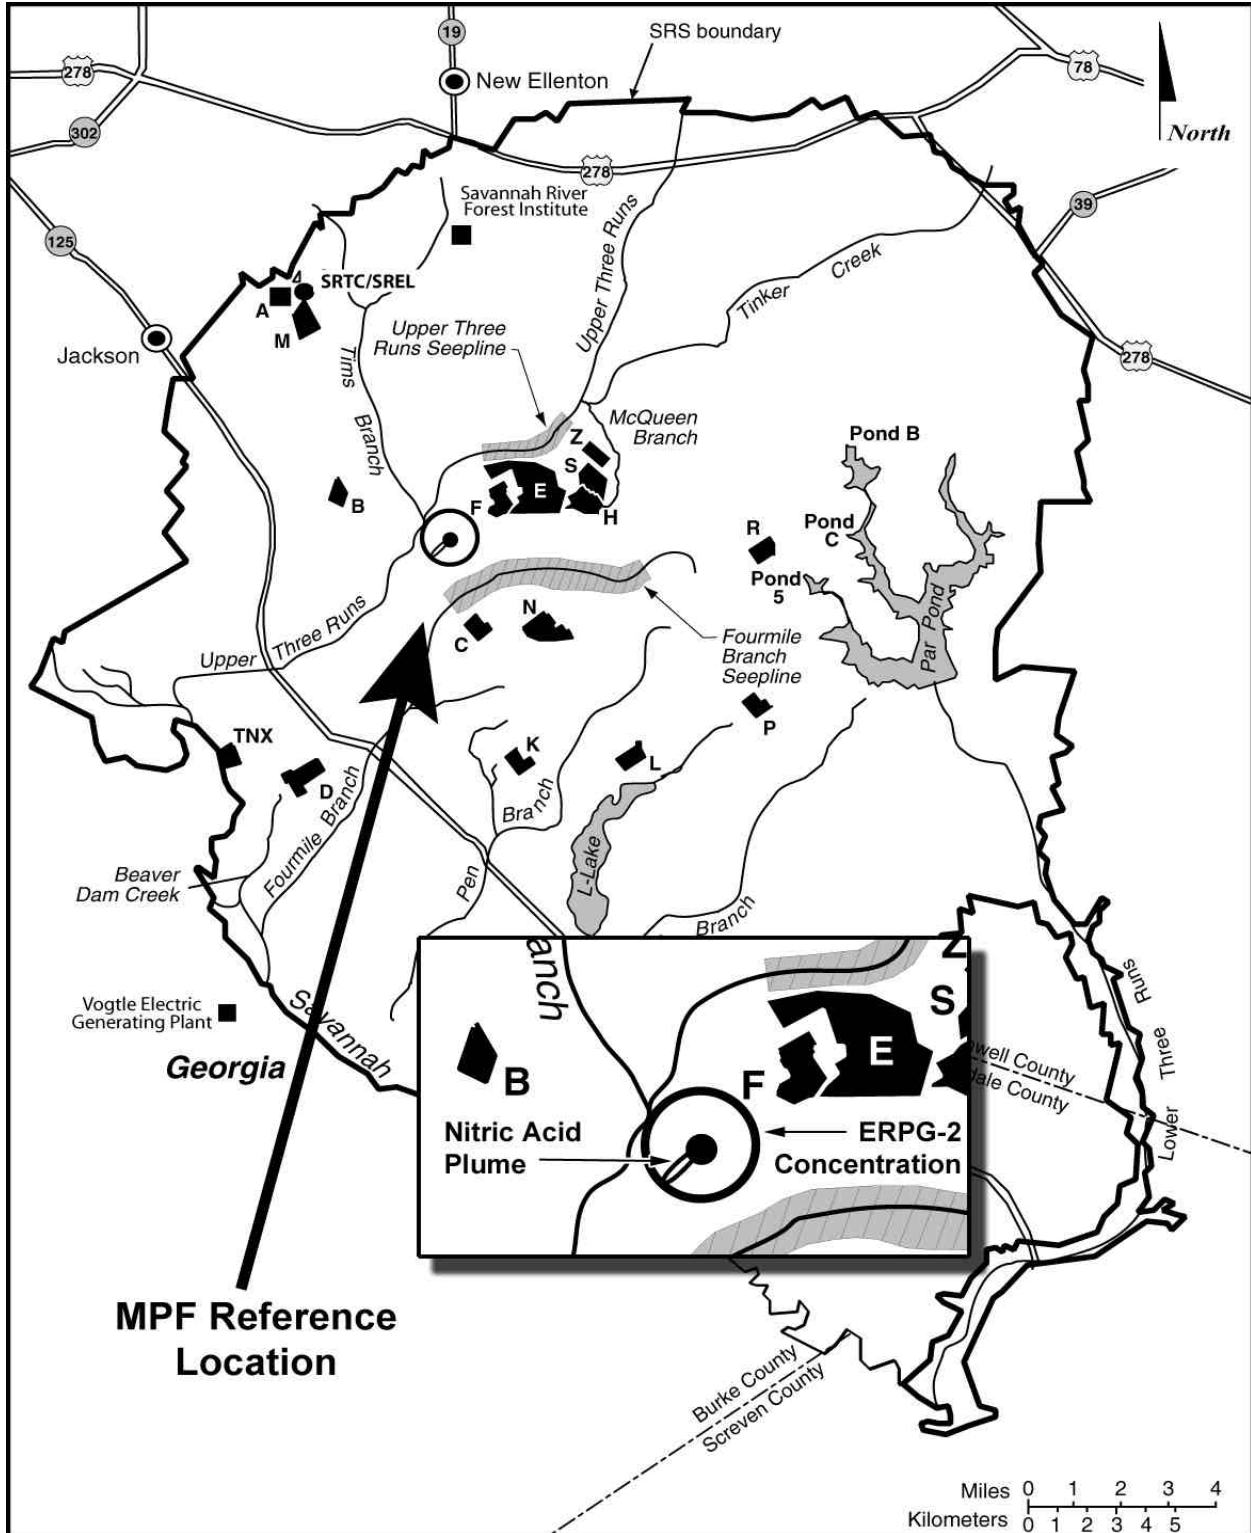 19
SRS boundary
278
New Ellenton
78
302
North
278
Savannah River
Forest Institute
39
125
Upper Three Runs
Tinker Creek
4
SRTC/SREL
A
M
Upper Three
Runs Seepline
Jackson
278
Tims Branch
McQueen
Branch
Pond B
Z
S
E
B
F
H
Pond
C
R
Pond
5
N
C
Upper Three Runs
Fourmile
Branch
Seepline
Par Pond
P
TNX
K
L
D
Fourmile Branch
Pen Branch
L-Lake
Beaver
Dam Creek
Branch
Vogtle Electric
Generating Plant
Savannah
Georgia
anch
Z
S
E
B
F
Nitric Acid
Plume
ERPG-2
Concentration
owell County
dale County
Lower Three Runs
MPF Reference
Location
Burke County
Screven County
Miles 0 1 2 3 4
Kilometers 0 1 2 3 4 5